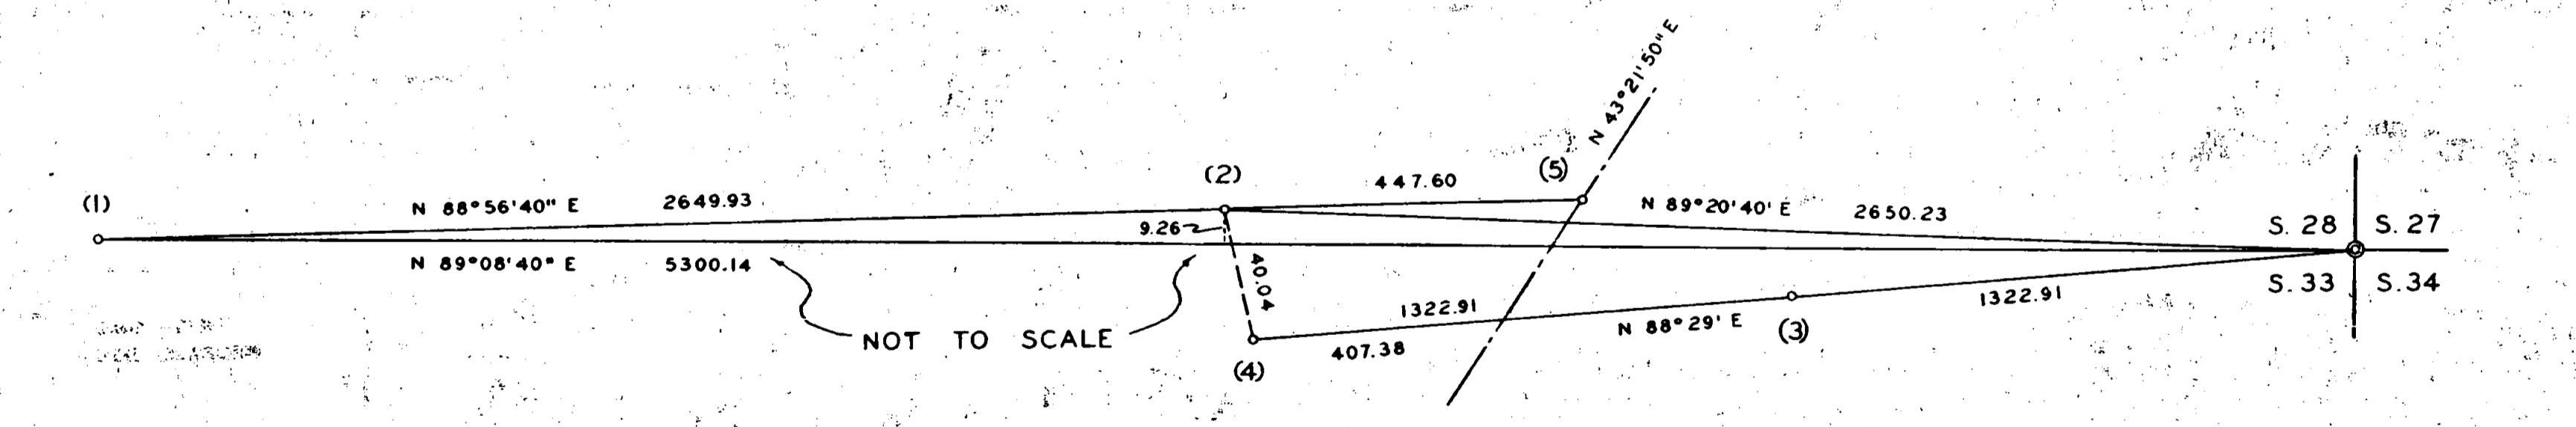 N 43°21'50" E
(1)
N 88°56'40" E 2649.93
(2)
447.60
(5)
N 89°20'40' E 2650.23
S. 28 S. 27
9.26
N 89°08'40" E 5300.14
40.04
1322.91
N 88°29' E
(3)
1322.91
S. 33 S. 34
NOT TO SCALE
407.38
(4)